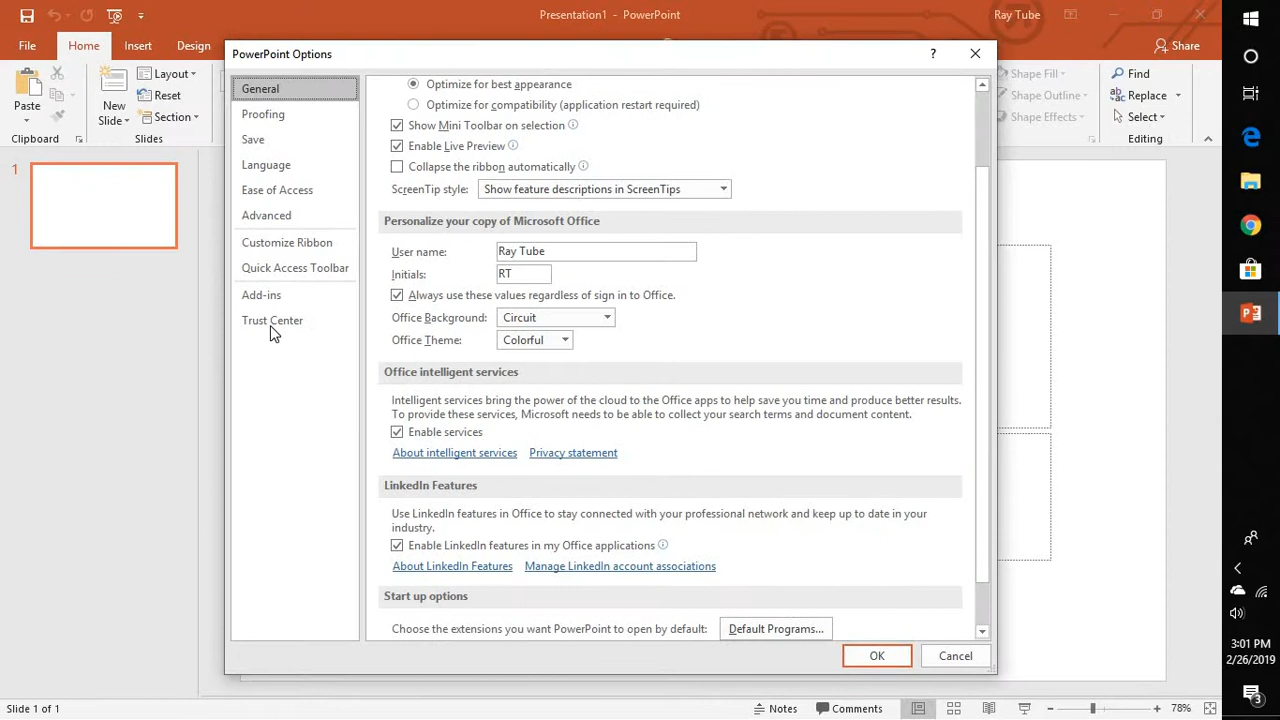 Presentation1 - PowerPoint
Ray Tube
File
Home
Insert
Design
Share
Paste
Clipboard
New
Slide
Layout
Reset
Section
Slides
Shape Fill
Shape Outline
Shape Effects
Find
Replace
Select
Editing
PowerPoint Options
?
General
Proofing
Save
Language
Ease of Access
Advanced
Customize Ribbon
Quick Access Toolbar
Add-ins
Trust Center
Optimize for best appearance
Optimize for compatibility (application restart required)
Show Mini Toolbar on selection
Enable Live Preview
Collapse the ribbon automatically
ScreenTip style: Show feature descriptions in ScreenTips
Personalize your copy of Microsoft Office
User name: Ray Tube
Initials: RT
Always use these values regardless of sign in to Office.
Office Background: Circuit
Office Theme: Colorful
Office intelligent services
Intelligent services bring the power of the cloud to the Office apps to help save you time and produce better results.
To provide these services, Microsoft needs to be able to collect your search terms and document content.
Enable services
About intelligent services Privacy statement
LinkedIn Features
Use LinkedIn features in Office to stay connected with your professional network and keep up to date in your
industry.
Enable LinkedIn features in my Office applications
About LinkedIn Features Manage LinkedIn account associations
Start up options
Choose the extensions you want PowerPoint to open by default: Default Programs...
OK
Cancel
1
Slide 1 of 1
Notes
Comments
78%
3:01 PM
2/26/2019
3